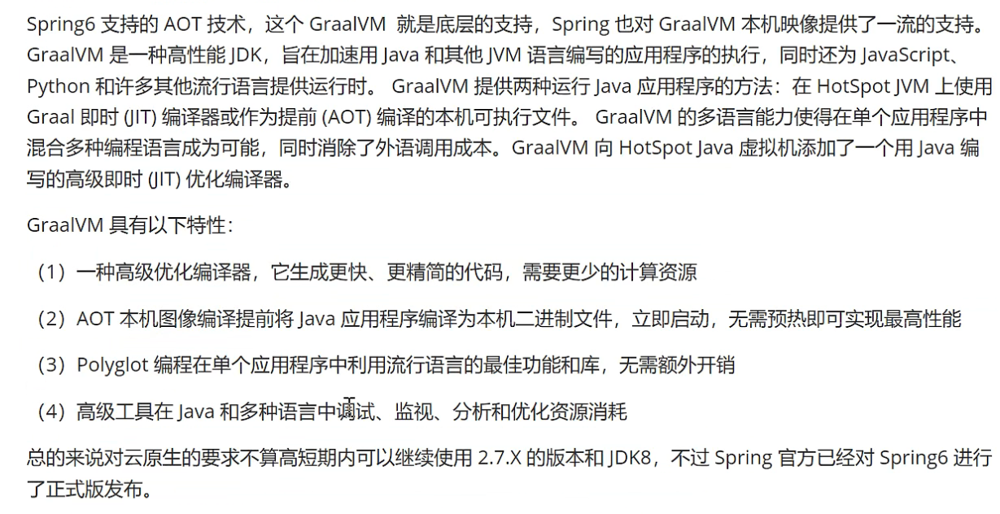 Spring6 支持的 AOT 技术，这个 GraalVM 就是底层的支持，Spring 也对 GraalVM 本机映像提供了一流的支持。
GraalVM 是一种高性能 JDK，旨在加速用 Java 和其他 JVM 语言编写的应用程序的执行，同时还为 JavaScript、
Python 和许多其他流行语言提供运行时。 GraalVM 提供两种运行 Java 应用程序的方法：在 HotSpot JVM 上使用
Graal 即时 (JIT) 编译器或作为提前 (AOT) 编译的本机可执行文件。 GraalVM 的多语言能力使得在单个应用程序中
混合多种编程语言成为可能，同时消除了外语调用成本。GraalVM 向 HotSpot Java 虚拟机添加了一个用 Java 编
写的高级即时 (JIT) 优化编译器。
GraalVM 具有以下特性：
（1）一种高级优化编译器，它生成更快、更精简的代码，需要更少的计算资源
（2）AOT 本机图像编译提前将 Java 应用程序编译为本机二进制文件，立即启动，无需预热即可实现最高性能
（3）Polyglot 编程在单个应用程序中利用流行语言的最佳功能和库，无需额外开销
（4）高级工具在 Java 和多种语言中调试、监视、分析和优化资源消耗
总的来说对云原生的要求不算高短期内可以继续使用 2.7.X 的版本和 JDK8，不过 Spring 官方已经对 Spring6 进行
了正式版发布。